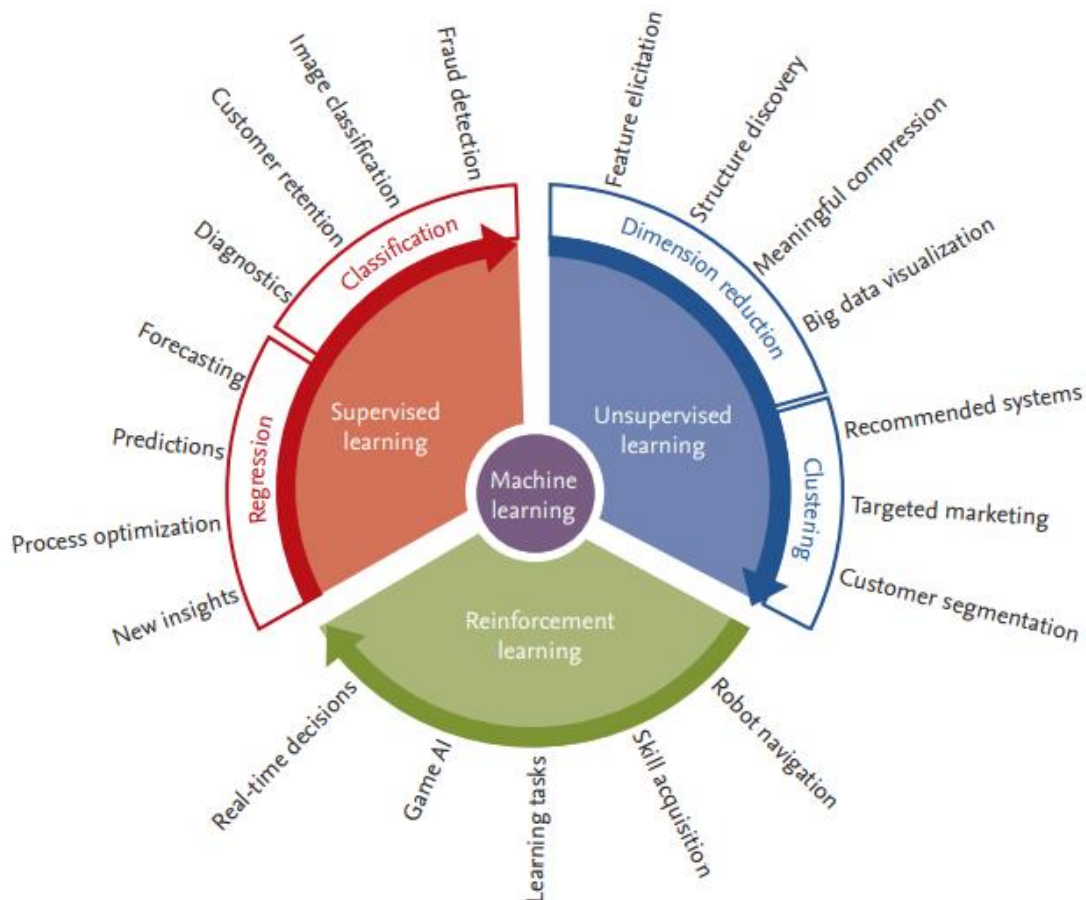 Fraud detection
Image classification
Customer retention
Diagnostics
Classification
Forecasting
Predictions
Process optimization
New insights
Regression
Supervised
learning
Feature elicitation
Structure discovery
Meaningful compression
Big data visualization
Dimension reduction
Recommended systems
Targeted marketing
Customer segmentation
Clustering
Unsupervised
learning
Machine
learning
Reinforcement
learning
Real-time decisions
Game AI
Learning tasks
Skill acquisition
Robot navigation